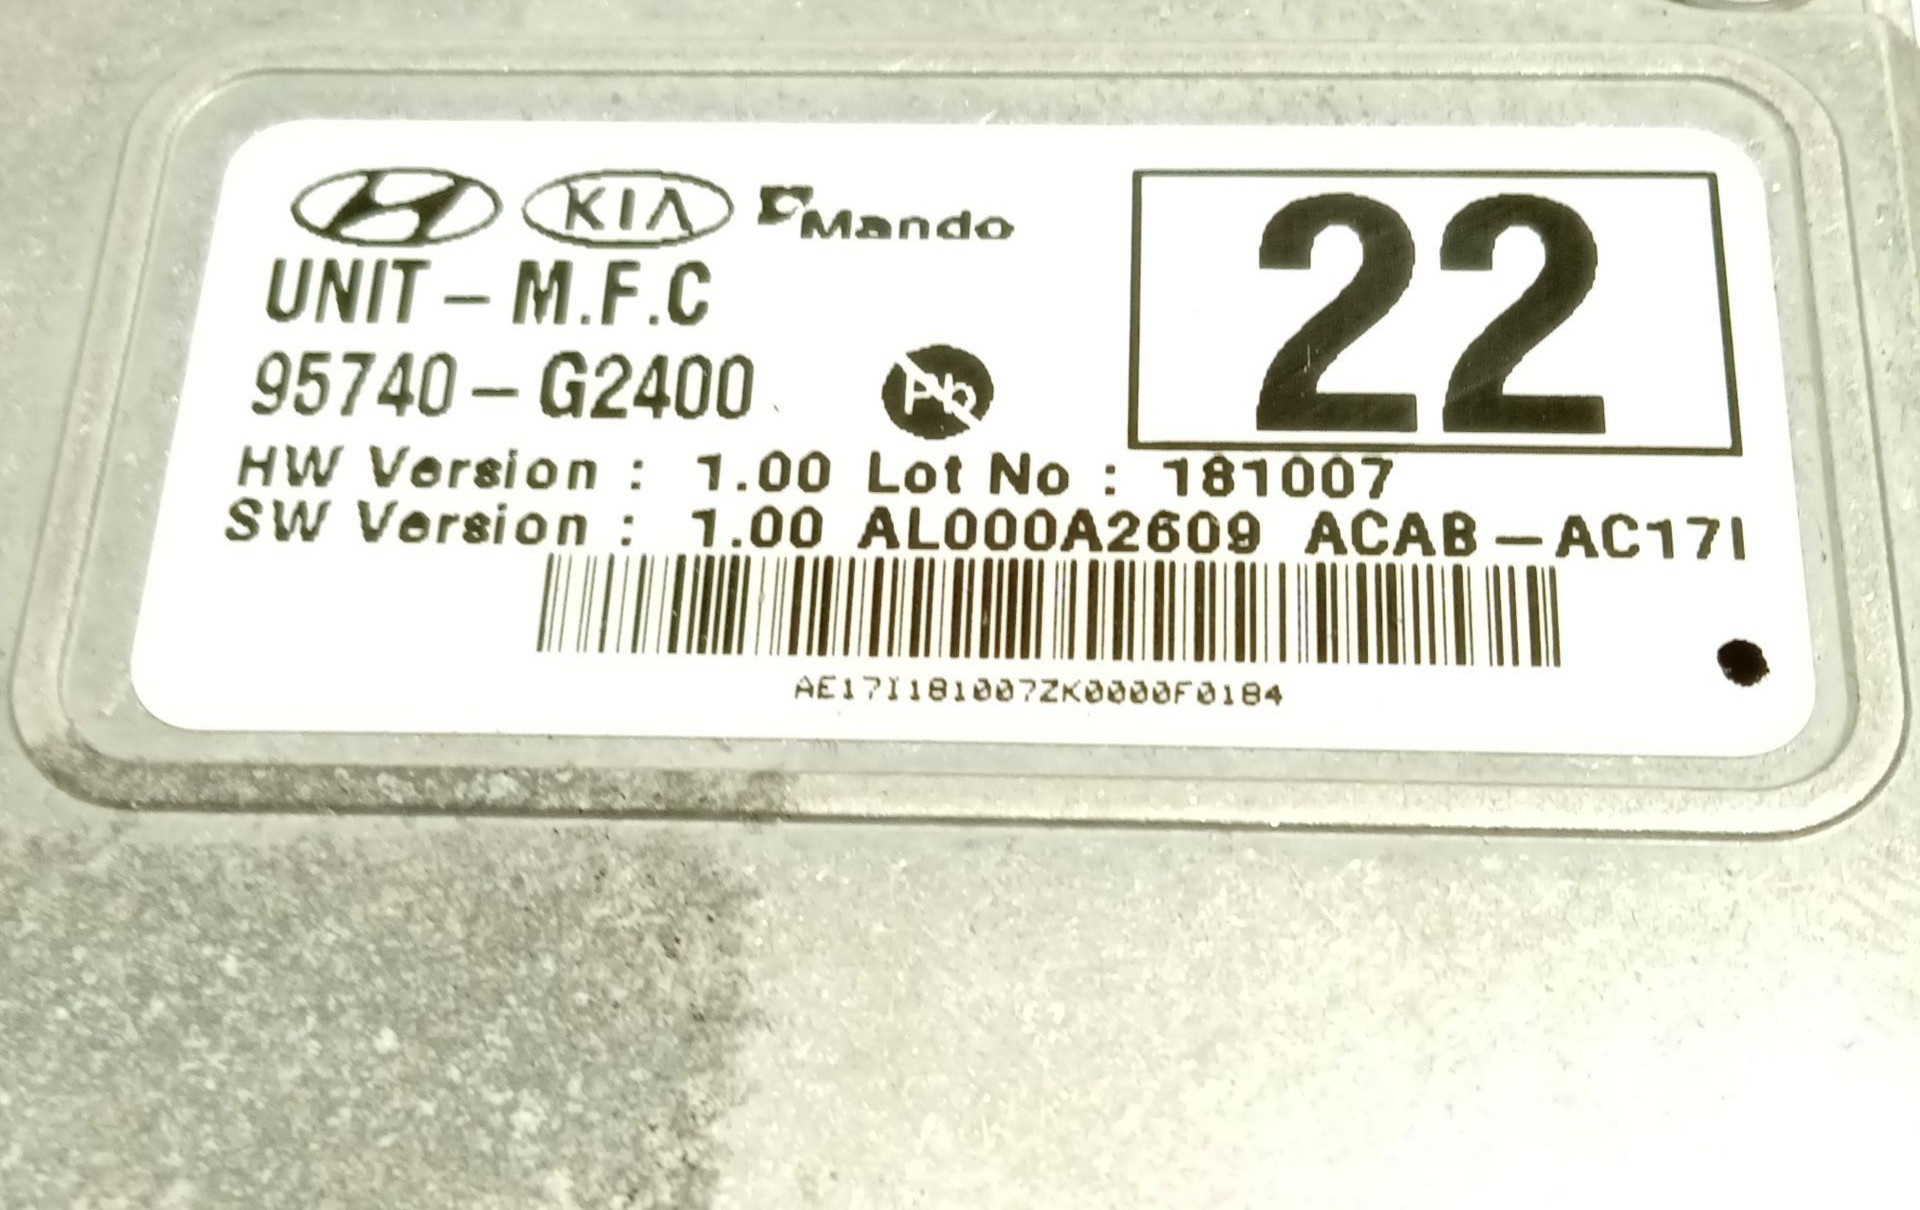 KIA Mando
22
UNIT - M.F.C
95740-G2400
Pb
HW Version : 1.00 Lot No : 181007
SW Version : 1.00 AL000A2609 ACAB-AC17I
AE17I181007ZK0000F0184